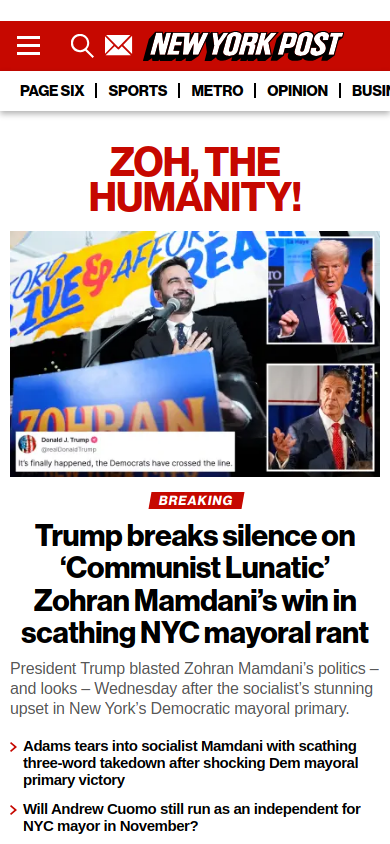 NEW YORK POST
PAGE SIX
SPORTS
METRO
OPINION
BUSI
ZOH, THE
HUMANITY!
AFFORD
DREAM
LIVE & AFFOR
ZOHRAN
Donald J. Trump
@realDonaldTrump
It's finally happened, the Democrats have crossed the line.
BREAKING
Trump breaks silence on
‘Communist Lunatic’
Zohran Mamdani’s win in
scathing NYC mayoral rant
President Trump blasted Zohran Mamdani’s politics –
and looks – Wednesday after the socialist’s stunning
upset in New York’s Democratic mayoral primary.
Adams tears into socialist Mamdani with scathing
three-word takedown after shocking Dem mayoral
primary victory
Will Andrew Cuomo still run as an independent for
NYC mayor in November?